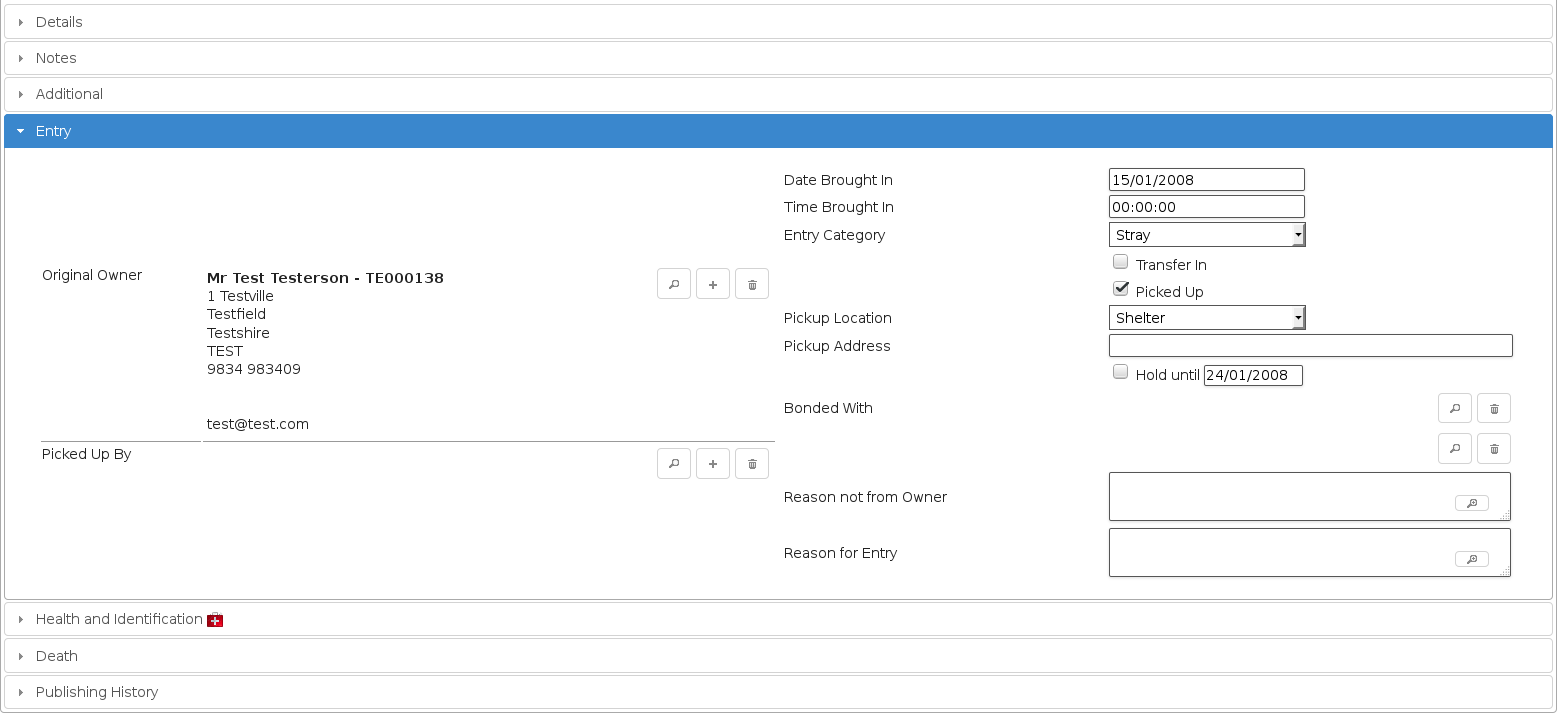 Details
Notes
Additional
Entry
Date Brought In 15/01/2008
Time Brought In 00:00:00
Entry Category Stray
Transfer In
Picked Up
Pickup Location Shelter
Pickup Address
Hold until 24/01/2008
Bonded With
Reason not from Owner
Reason for Entry
Original Owner Mr Test Testerson - TE000138
1 Testville
Testfield
Testshire
TEST
9834 983409
test@test.com
Picked Up By
Health and Identification
Death
Publishing History